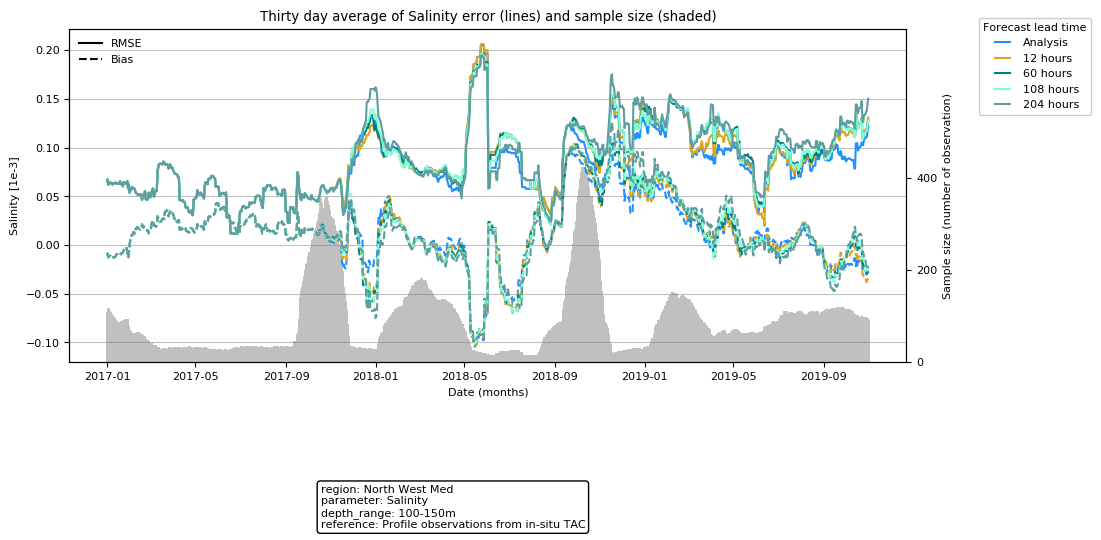 Thirty day average of Salinity error (lines) and sample size (shaded)
RMSE
Bias
Forecast lead time
Analysis
12 hours
60 hours
108 hours
204 hours
Salinity [1e-3]
0.20
0.15
0.10
0.05
0.00
−0.05
−0.10
Sample size (number of observation)
400
200
0
2017-01 2017-05 2017-09 2018-01 2018-05 2018-09 2019-01 2019-05 2019-09
Date (months)
region: North West Med
parameter: Salinity
depth_range: 100-150m
reference: Profile observations from in-situ TAC